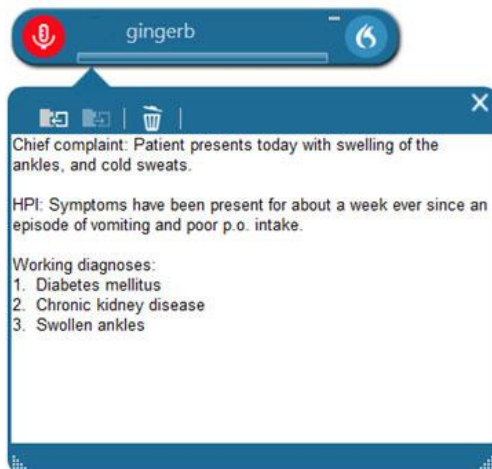 gingerb
Chief complaint: Patient presents today with swelling of the
ankles, and cold sweats.
HPI: Symptoms have been present for about a week ever since an
episode of vomiting and poor p.o. intake.
Working diagnoses:
1. Diabetes mellitus
2. Chronic kidney disease
3. Swollen ankles